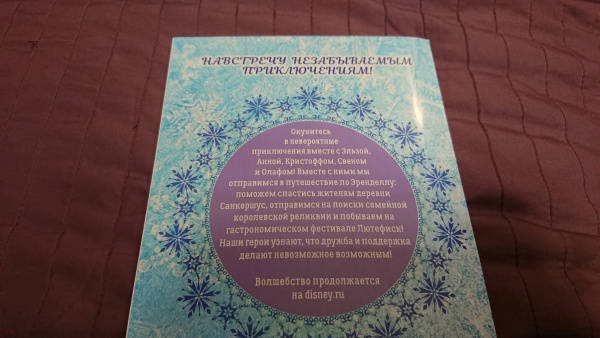 НАВСТРЕЧУ НЕЗАБЫВАЕМЫМ
ПРИКЛЮЧЕНИЯМ!
Окунитесь
в невероятные
приключения вместе с Эльзой,
Анной, Кристоффом, Свеном
и Олафом! Вместе с ними мы
отправимся в путешествие по Эренделлу:
поможем спастись жителям деревни
Санкершус, отправимся на поиски семейной
королевской реликвии и побываем на
гастрономическом фестивале Лютефиск!
Наши герои узнают, что дружба и поддержка
делают невозможное возможным!
Волшебство продолжается
на disney.ru